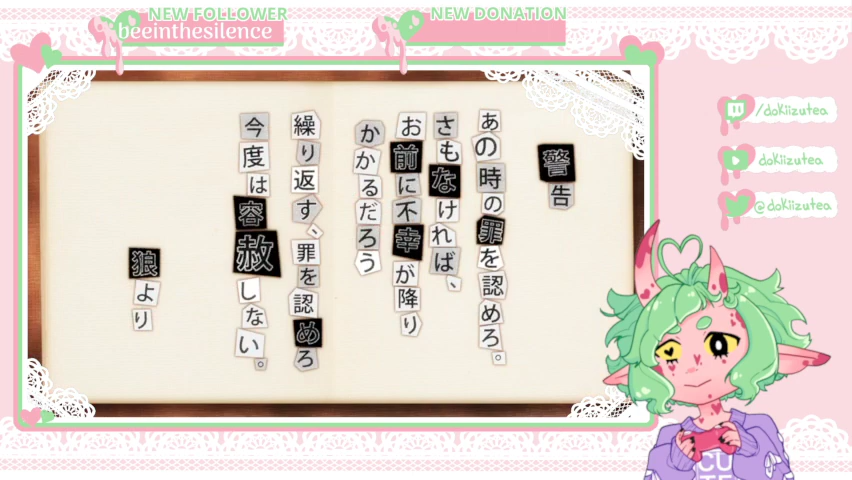 NEW FOLLOWER
beeinthesilence
NEW DONATION
/dokiizutea
dokiizutea
@dokiizutea
警告
あの時の罪を認めろ。
さもなければ、
お前に不幸が降り
かかるだろう
繰り返す、罪を認めろ
今度は容赦しない。
狼より
CU
TE